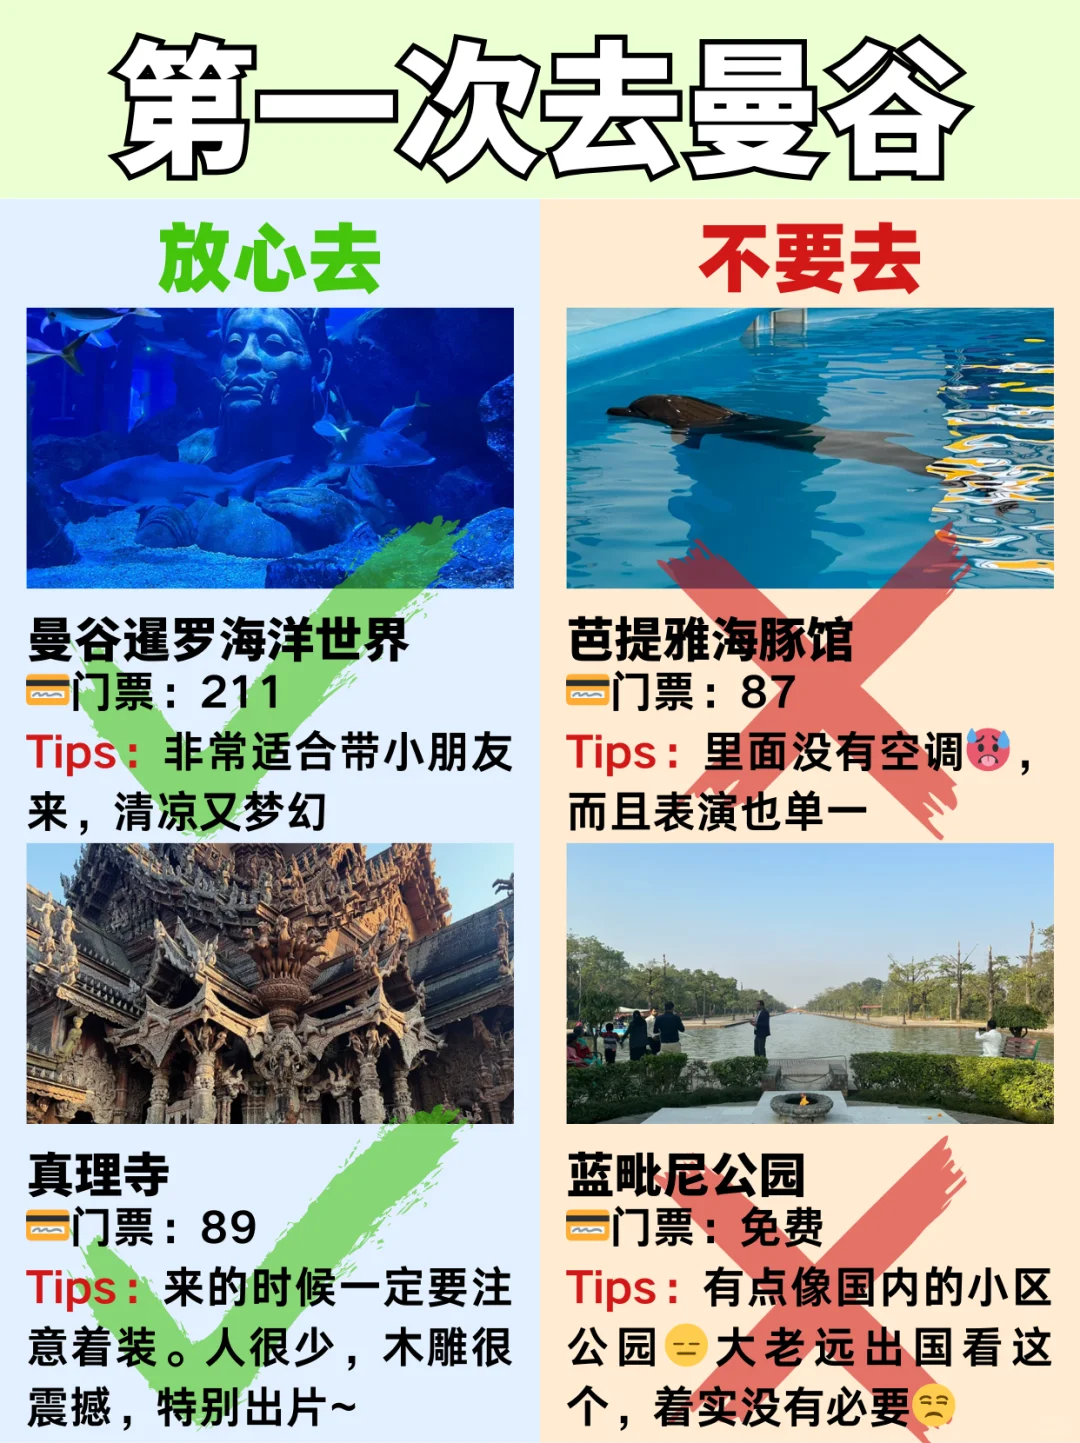 第一次去曼谷
放心去
曼谷暹罗海洋世界
门票：211
Tips：非常适合带小朋友
来，清凉又梦幻
真理寺
门票：89
Tips：来的时候一定要注
意着装。人很少，木雕很
震撼，特别出片~
不要去
芭提雅海豚馆
门票：87
Tips：里面没有空调🥵，
而且表演也单一
蓝毗尼公园
门票：免费
Tips：有点像国内的小区
公园😑大老远出国看这
个，着实没有必要😒